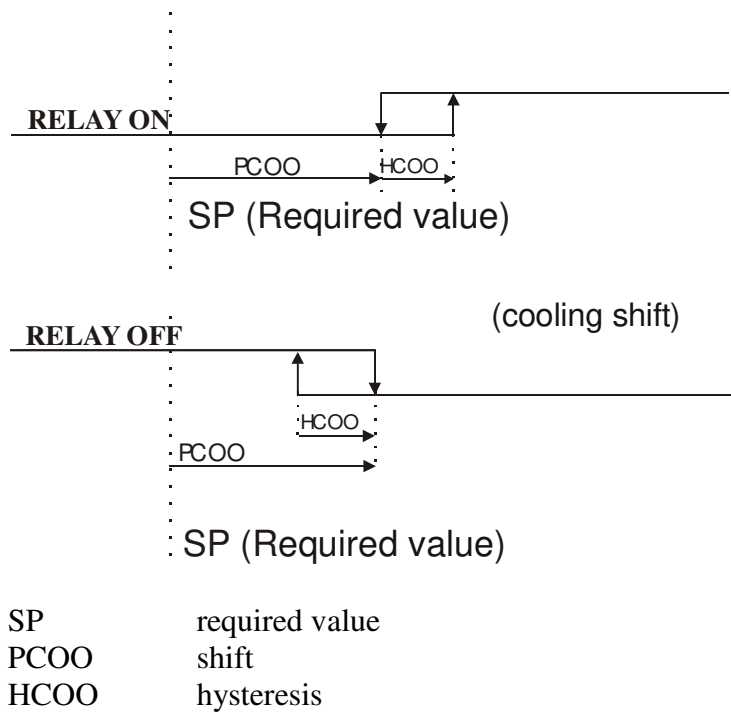 RELAY ON
PCOO
HCOO
SP (Required value)
(cooling shift)
RELAY OFF
HCOO
PCOO
SP (Required value)
SP required value
PCOO shift
HCOO hysteresis